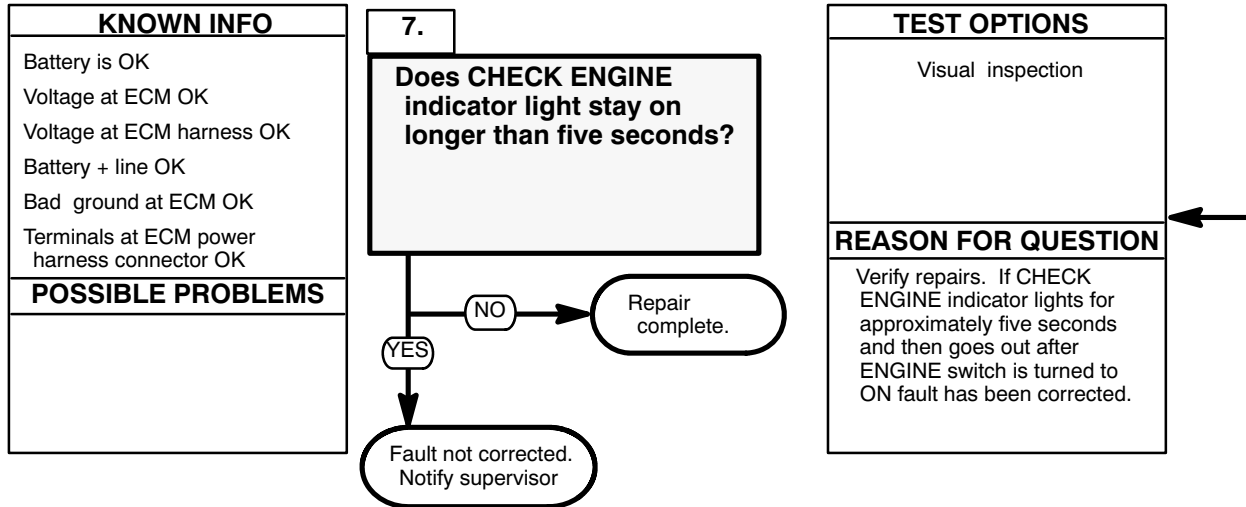 KNOWN INFO
Battery is OK
Voltage at ECM OK
Voltage at ECM harness OK
Battery + line OK
Bad ground at ECM OK
Terminals at ECM power
harness connector OK
POSSIBLE PROBLEMS
7.
Does CHECK ENGINE
indicator light stay on
longer than five seconds?
NO
Repair
complete.
YES
Fault not corrected.
Notify supervisor
TEST OPTIONS
Visual inspection
REASON FOR QUESTION
Verify repairs. If CHECK
ENGINE indicator lights for
approximately five seconds
and then goes out after
ENGINE switch is turned to
ON fault has been corrected.